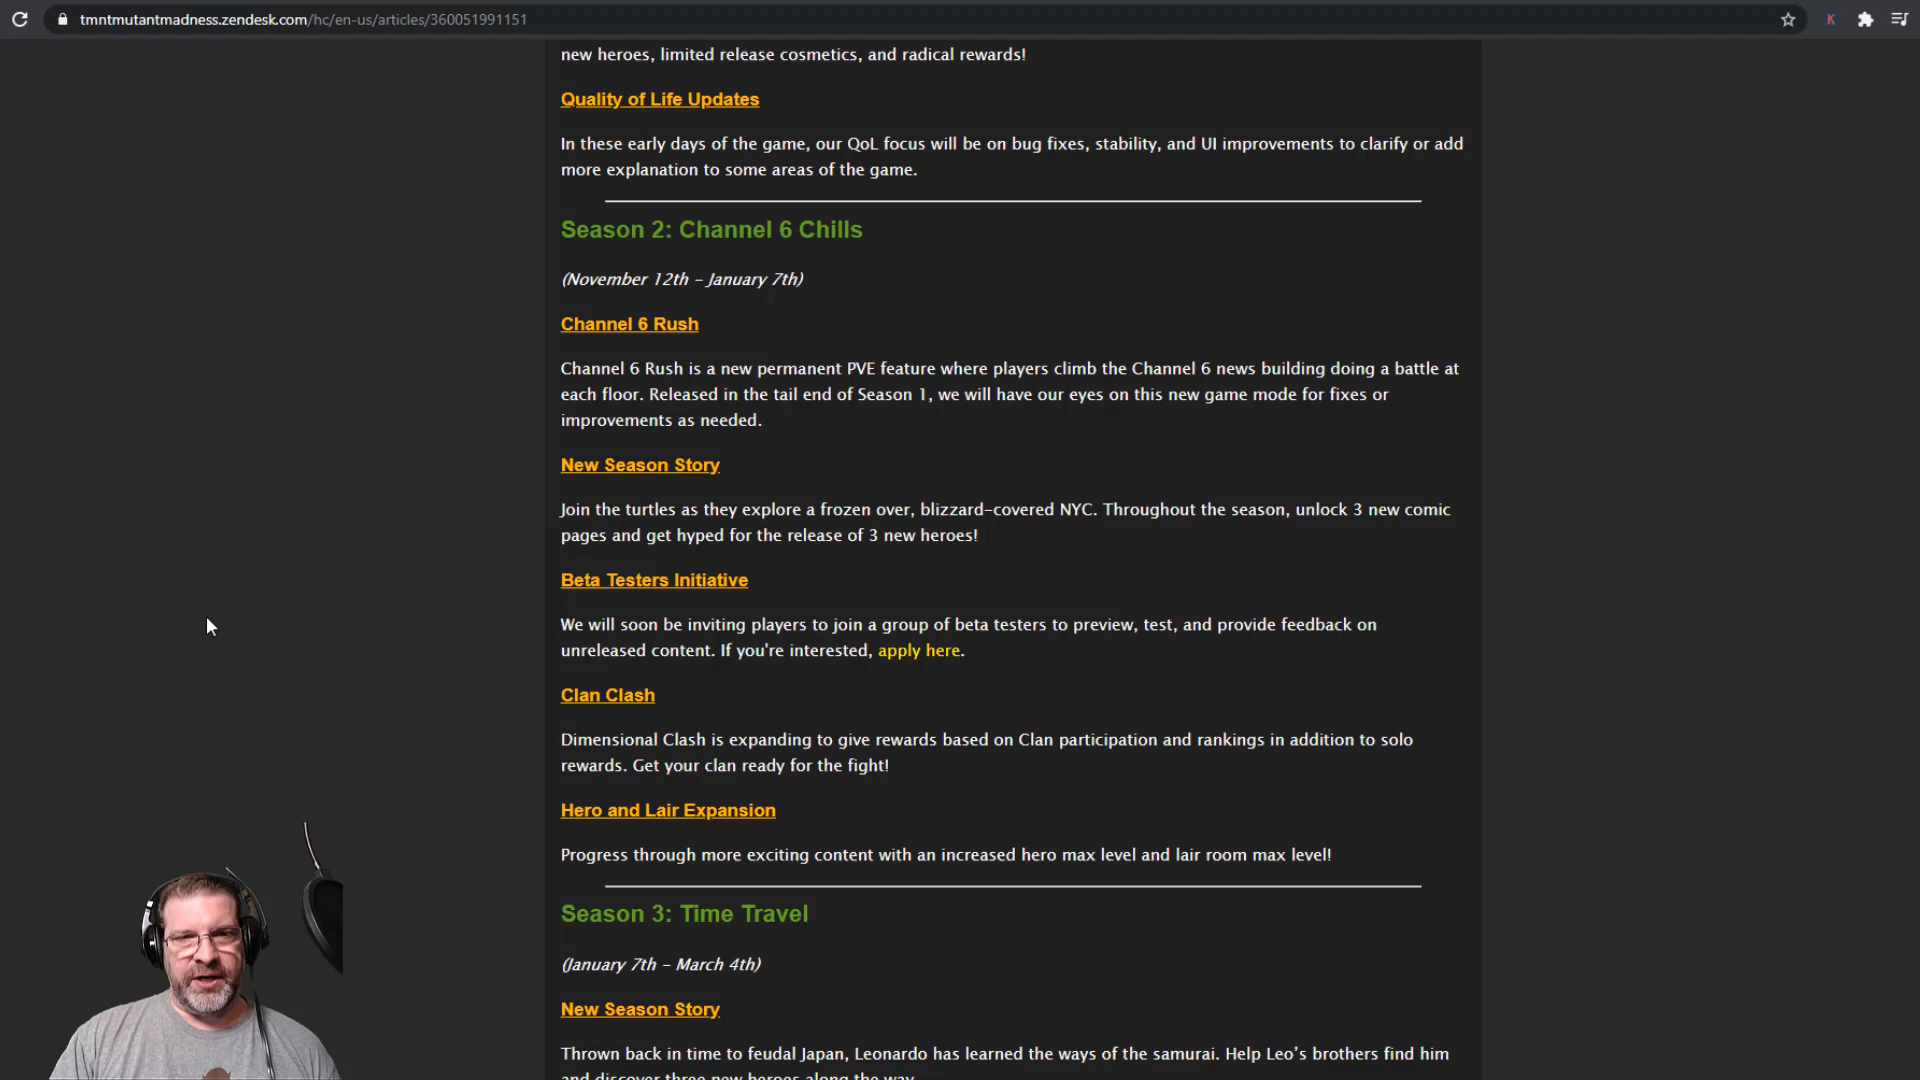 tmntmutantmadness.zendesk.com/hc/en-us/articles/360051991151
K
new heroes, limited release cosmetics, and radical rewards!
Quality of Life Updates
In these early days of the game, our QoL focus will be on bug fixes, stability, and UI improvements to clarify or add
more explanation to some areas of the game.
Season 2: Channel 6 Chills
(November 12th – January 7th)
Channel 6 Rush
Channel 6 Rush is a new permanent PVE feature where players climb the Channel 6 news building doing a battle at
each floor. Released in the tail end of Season 1, we will have our eyes on this new game mode for fixes or
improvements as needed.
New Season Story
Join the turtles as they explore a frozen over, blizzard-covered NYC. Throughout the season, unlock 3 new comic
pages and get hyped for the release of 3 new heroes!
Beta Testers Initiative
We will soon be inviting players to join a group of beta testers to preview, test, and provide feedback on
unreleased content. If you're interested, apply here.
Clan Clash
Dimensional Clash is expanding to give rewards based on Clan participation and rankings in addition to solo
rewards. Get your clan ready for the fight!
Hero and Lair Expansion
Progress through more exciting content with an increased hero max level and lair room max level!
Season 3: Time Travel
(January 7th – March 4th)
New Season Story
Thrown back in time to feudal Japan, Leonardo has learned the ways of the samurai. Help Leo's brothers find him
and discover three new heroes along the way.